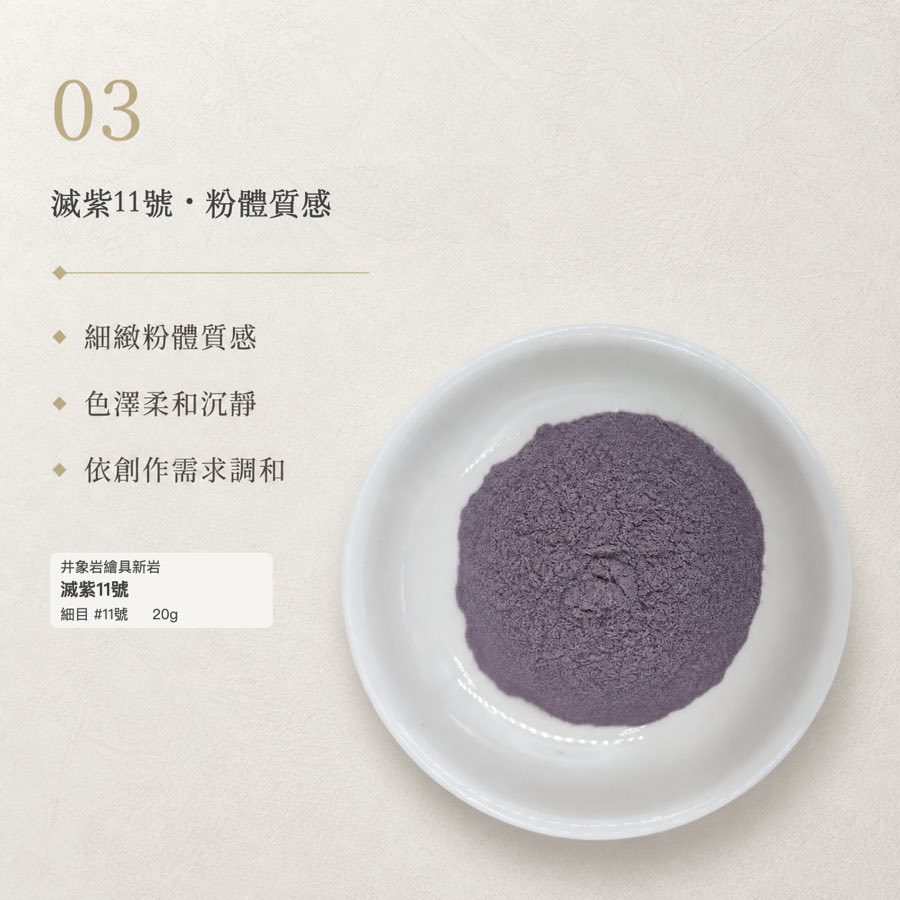 03
滅紫11號・粉體質感
細緻粉體質感
色澤柔和沉靜
依創作需求調和
井象岩繪具新岩
滅紫11號
細目 #11號 20g